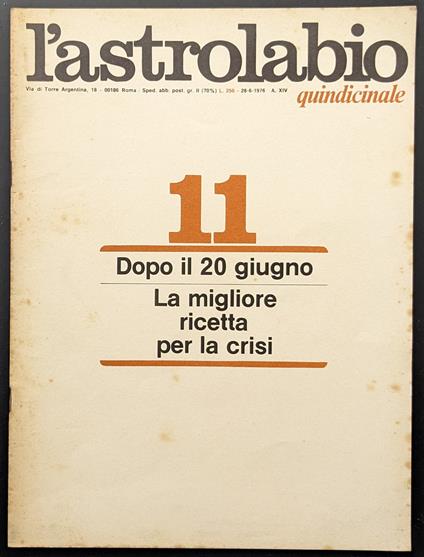 l'astrolabio
quindicinale
Via di Torre Argentina, 18 - 00186 Roma - Sped. abb. post. gr. II (70%) L. 350 - 28-6-1976 A. XIV
11
Dopo il 20 giugno
La migliore
ricetta
per la crisi